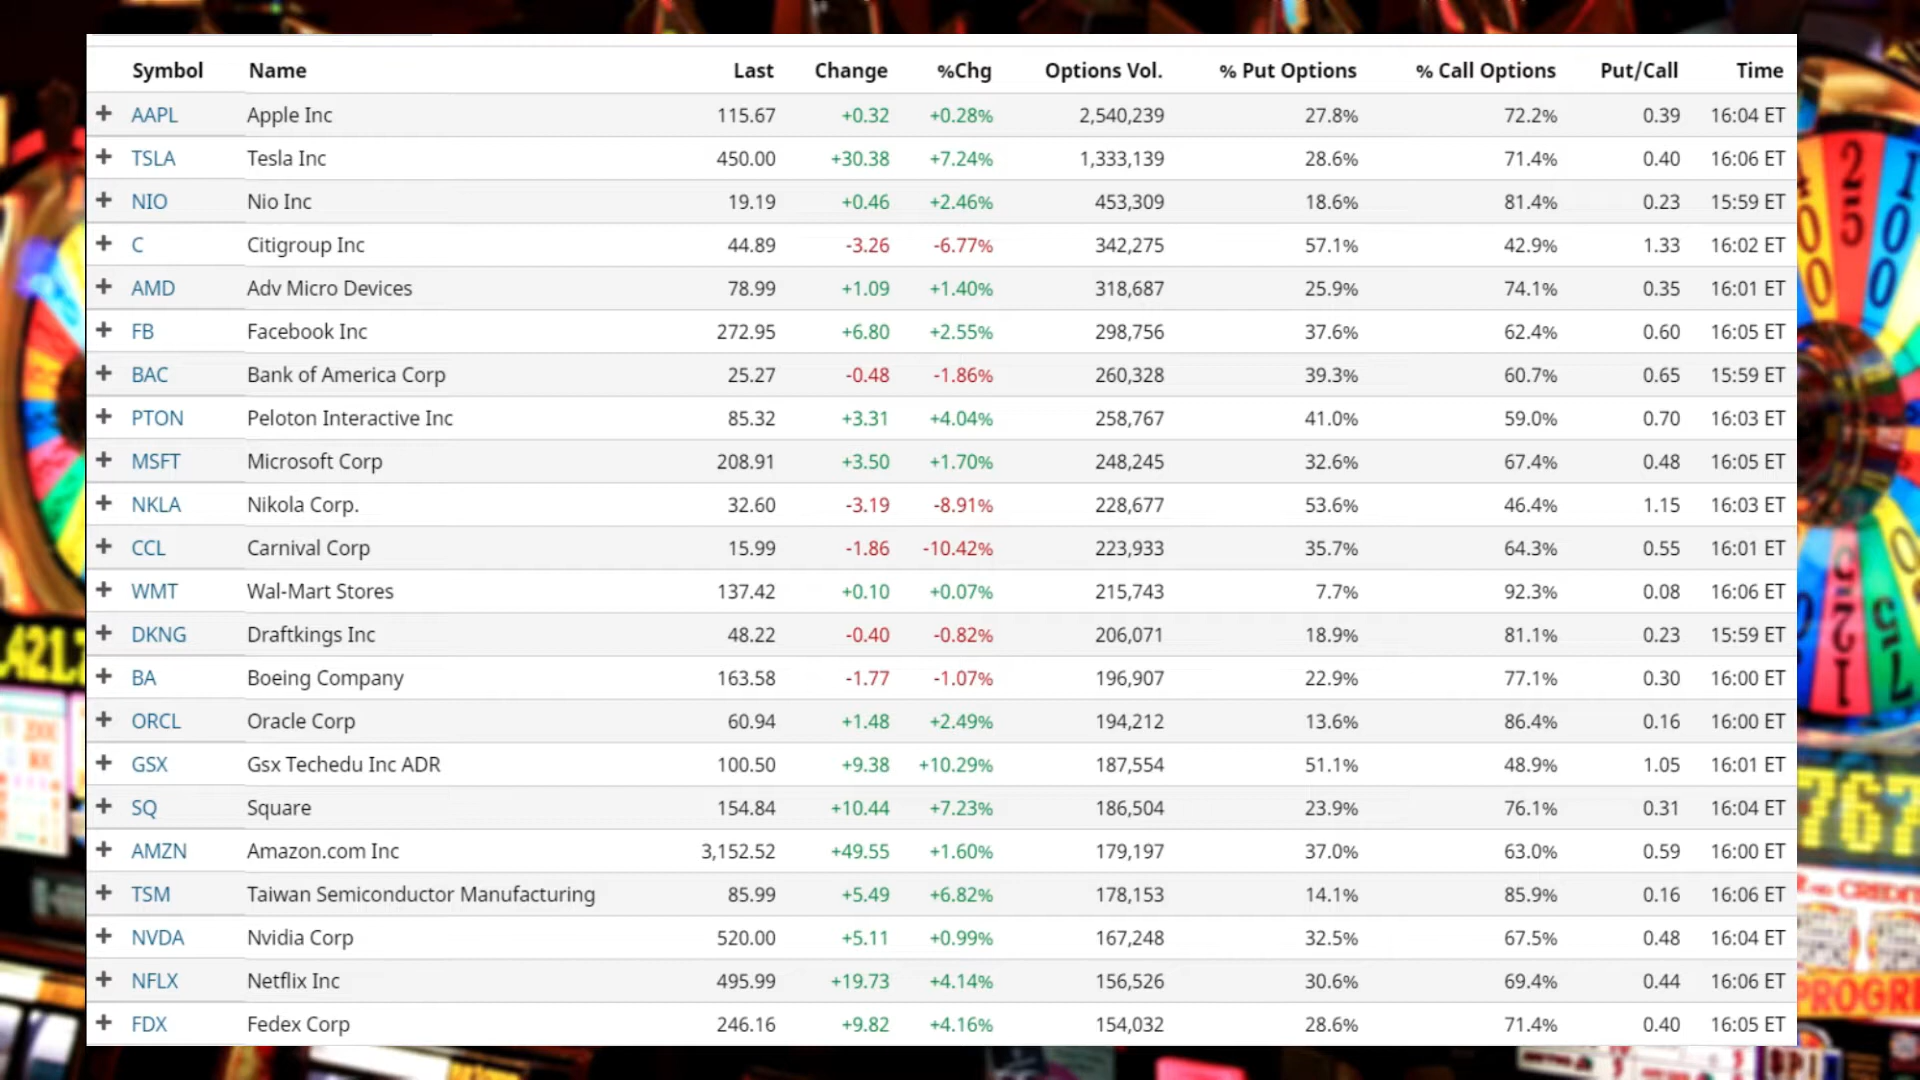 Symbol Name Last Change %Chg Options Vol. % Put Options % Call Options Put/Call Time
+ AAPL Apple Inc 115.67 +0.32 +0.28% 2,540,239 27.8% 72.2% 0.39 16:04 ET
+ TSLA Tesla Inc 450.00 +30.38 +7.24% 1,333,139 28.6% 71.4% 0.40 16:06 ET
+ NIO Nio Inc 19.19 +0.46 +2.46% 453,309 18.6% 81.4% 0.23 15:59 ET
+ C Citigroup Inc 44.89 -3.26 -6.77% 342,275 57.1% 42.9% 1.33 16:02 ET
+ AMD Adv Micro Devices 78.99 +1.09 +1.40% 318,687 25.9% 74.1% 0.35 16:01 ET
+ FB Facebook Inc 272.95 +6.80 +2.55% 298,756 37.6% 62.4% 0.60 16:05 ET
+ BAC Bank of America Corp 25.27 -0.48 -1.86% 260,328 39.3% 60.7% 0.65 15:59 ET
+ PTON Peloton Interactive Inc 85.32 +3.31 +4.04% 258,767 41.0% 59.0% 0.70 16:03 ET
+ MSFT Microsoft Corp 208.91 +3.50 +1.70% 248,245 32.6% 67.4% 0.48 16:05 ET
+ NKLA Nikola Corp. 32.60 -3.19 -8.91% 228,677 53.6% 46.4% 1.15 16:03 ET
+ CCL Carnival Corp 15.99 -1.86 -10.42% 223,933 35.7% 64.3% 0.55 16:01 ET
+ WMT Wal-Mart Stores 137.42 +0.10 +0.07% 215,743 7.7% 92.3% 0.08 16:06 ET
+ DKNG Draftkings Inc 48.22 -0.40 -0.82% 206,071 18.9% 81.1% 0.23 15:59 ET
+ BA Boeing Company 163.58 -1.77 -1.07% 196,907 22.9% 77.1% 0.30 16:00 ET
+ ORCL Oracle Corp 60.94 +1.48 +2.49% 194,212 13.6% 86.4% 0.16 16:00 ET
+ GSX Gsx Techedu Inc ADR 100.50 +9.38 +10.29% 187,554 51.1% 48.9% 1.05 16:01 ET
+ SQ Square 154.84 +10.44 +7.23% 186,504 23.9% 76.1% 0.31 16:04 ET
+ AMZN Amazon.com Inc 3,152.52 +49.55 +1.60% 179,197 37.0% 63.0% 0.59 16:00 ET
+ TSM Taiwan Semiconductor Manufacturing 85.99 +5.49 +6.82% 178,153 14.1% 85.9% 0.16 16:06 ET
+ NVDA Nvidia Corp 520.00 +5.11 +0.99% 167,248 32.5% 67.5% 0.48 16:04 ET
+ NFLX Netflix Inc 495.99 +19.73 +4.14% 156,526 30.6% 69.4% 0.44 16:06 ET
+ FDX Fedex Corp 246.16 +9.82 +4.16% 154,032 28.6% 71.4% 0.40 16:05 ET